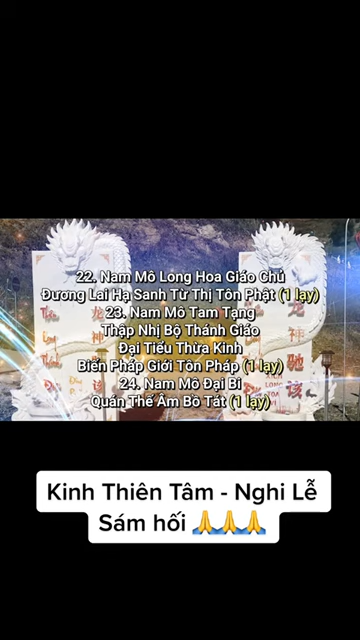 22. Nam Mô Long Hoa Giáo Chủ
Đương Lai Hạ Sanh Từ Thị Tôn Phật (1 lạy)
23. Nam Mô Tam Tạng
Thập Nhị Bộ Thánh Giáo
Đại Tiểu Thừa Kinh
Biến Pháp Giới Tôn Pháp (1 lạy)
24. Nam Mô Đại Bi
Quán Thế Âm Bồ Tát (1 lạy)
Kinh Thiên Tâm - Nghi Lễ
Sám hối 🙏🙏🙏